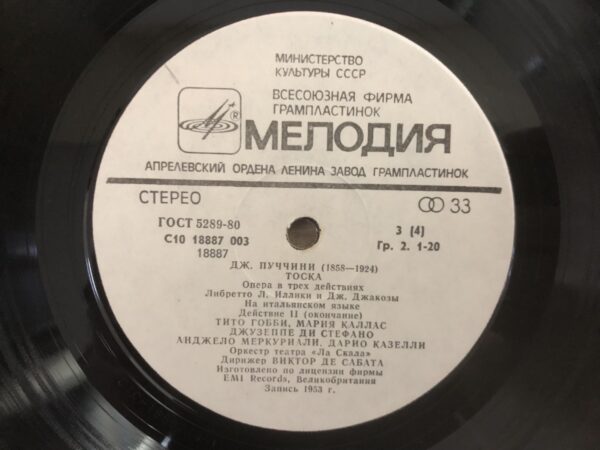 МИНИСТЕРСТВО
КУЛЬТУРЫ СССР
ВСЕСОЮЗНАЯ ФИРМА
ГРАМПЛАСТИНОК
® МЕЛОДИЯ
АПРЕЛЕВСКИЙ ОРДЕНА ЛЕНИНА ЗАВОД ГРАМПЛАСТИНОК
СТЕРЕО
33
ГОСТ 5289-80
3 [4]
С10 18887 003
Гр. 2. 1-20
18887
ДЖ. ПУЧЧИНИ (1858—1924)
ТОСКА
Опера в трех действиях
Либретто Л. Иллики и Дж. Джакозы
На итальянском языке
Действие II (окончание)
ТИТО ГОББИ, МАРИЯ КАЛЛАС
ДЖУЗЕППЕ ДИ СТЕФАНО
АНДЖЕЛО МЕРКУРИАЛИ, ДАРИО КАЗЕЛЛИ
Оркестр театра «Ла Скала»
Дирижер ВИКТОР ДЕ САБАТА
Изготовлено по лицензии фирмы
EMI Records, Великобритания
Запись 1953 г.